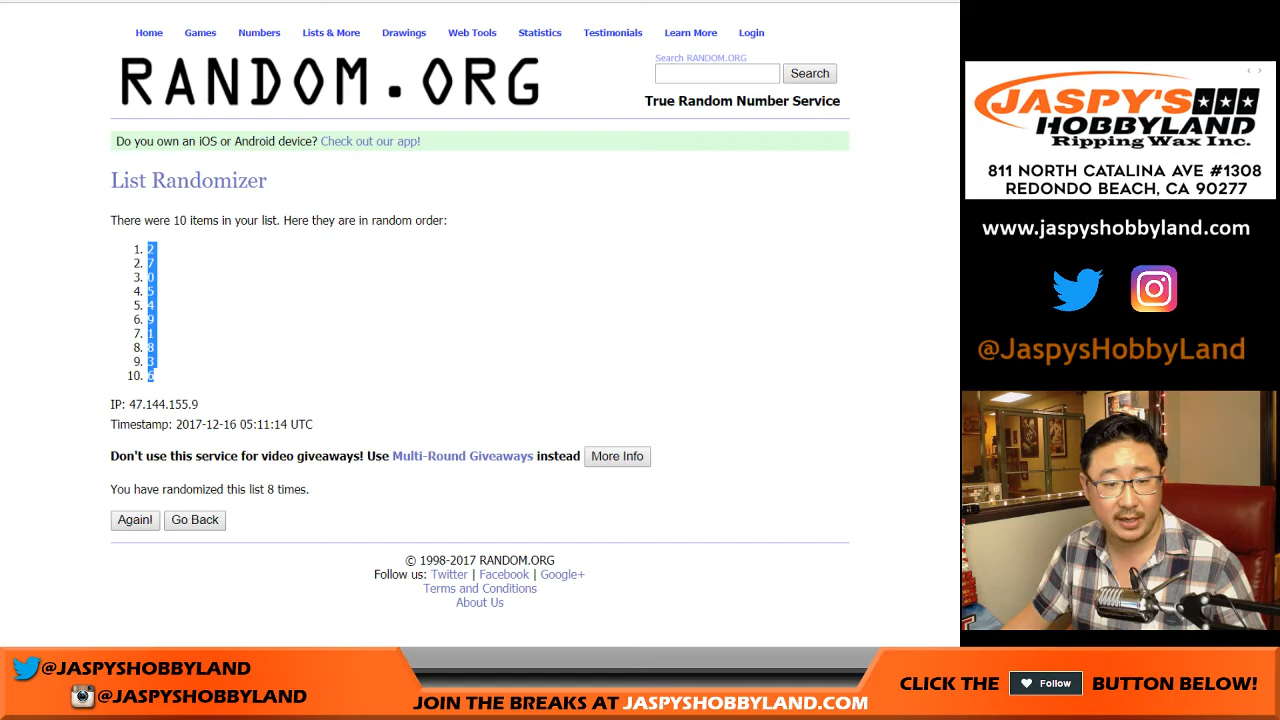 Home Games Numbers Lists & More Drawings Web Tools Statistics Testimonials Learn More Login
RANDOM.ORG
Search RANDOM.ORG
Search
True Random Number Service
Do you own an iOS or Android device? Check out our app!
List Randomizer
There were 10 items in your list. Here they are in random order:
1. 2
2. 7
3. 0
4. 5
5. 4
6. 9
7. 1
8. 8
9. 3
10. 6
IP: 47.144.155.9
Timestamp: 2017-12-16 05:11:14 UTC
Don't use this service for video giveaways! Use Multi-Round Giveaways instead More Info
You have randomized this list 8 times.
Again! Go Back
© 1998-2017 RANDOM.ORG
Follow us: Twitter | Facebook | Google+
Terms and Conditions
About Us
JASPY'S
HOBBYLAND
Ripping Wax Inc.
811 NORTH CATALINA AVE #1308
REDONDO BEACH, CA 90277
www.jaspyshobbyland.com
@JaspysHobbyLand
@JASPYSHOBBYLAND
@JASPYSHOBBYLAND
JOIN THE BREAKS AT JASPYSHOBBYLAND.COM
CLICK THE Follow BUTTON BELOW!